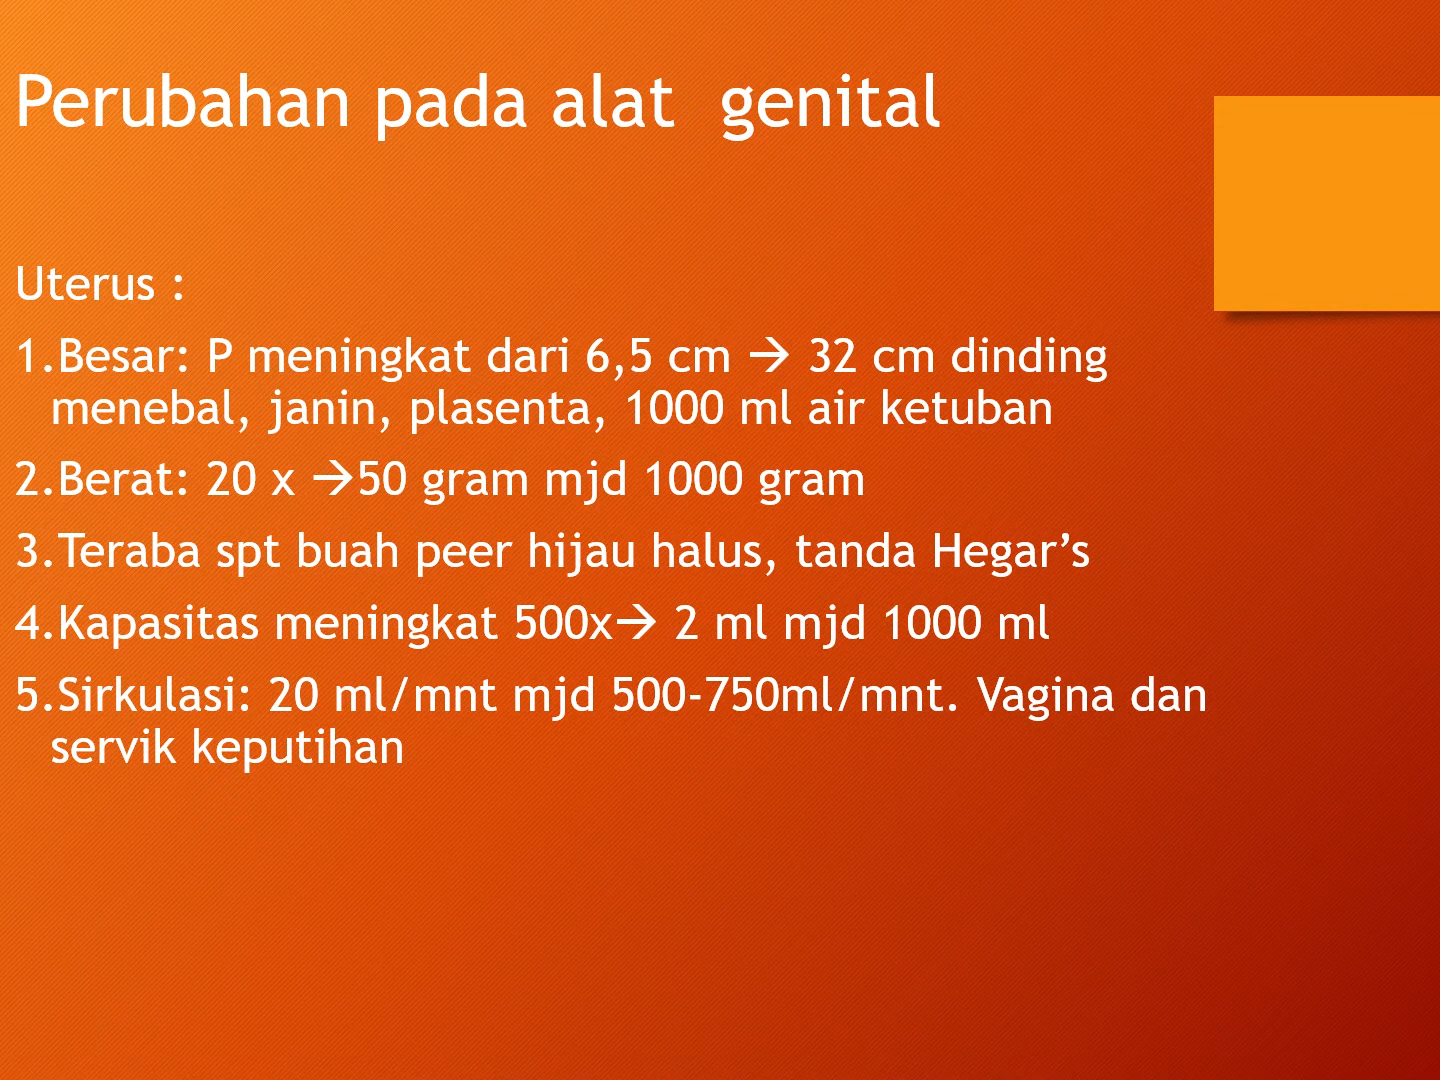 Perubahan pada alat  genital
Uterus :
1.Besar: P meningkat dari 6,5 cm → 32 cm dinding
menebal, janin, plasenta, 1000 ml air ketuban
2.Berat: 20 x →50 gram mjd 1000 gram
3.Teraba spt buah peer hijau halus, tanda Hegar’s
4.Kapasitas meningkat 500x→ 2 ml mjd 1000 ml
5.Sirkulasi: 20 ml/mnt mjd 500-750ml/mnt. Vagina dan
servik keputihan